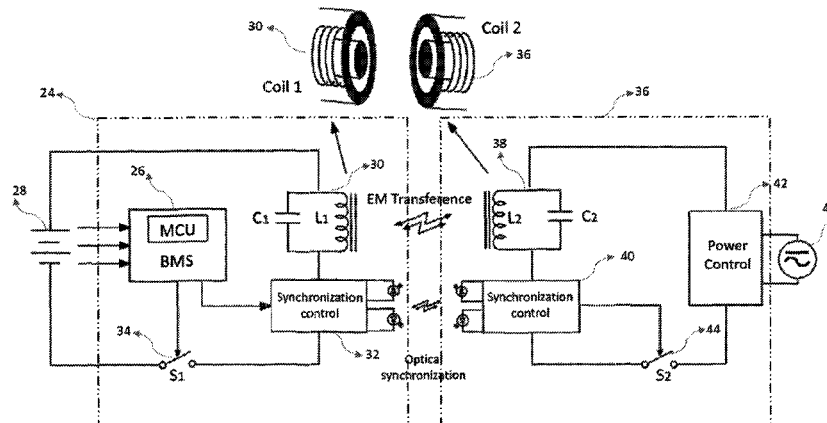 30
Coil 1
Coil 2
36
24
36
28
26
MCU
BMS
30
C1
L1
EM Transference
38
L2
C2
42
Power
Control
Synchronization
control
32
Optical
synchronization
Synchronization
control
40
34
S1
44
S2